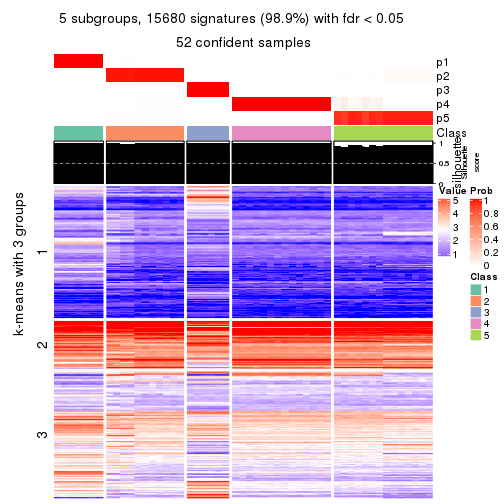 5 subgroups, 15680 signatures (98.9%) with fdr < 0.05
52 confident samples
p1
p2
p3
p4
p5
Class
1
0.5
0
silhouette
Silhouette
score
k-means with 3 groups
1
2
3
Value
5
4
3
2
1
Prob
1
0.8
0.6
0.4
0.2
0
Class
1
2
3
4
5